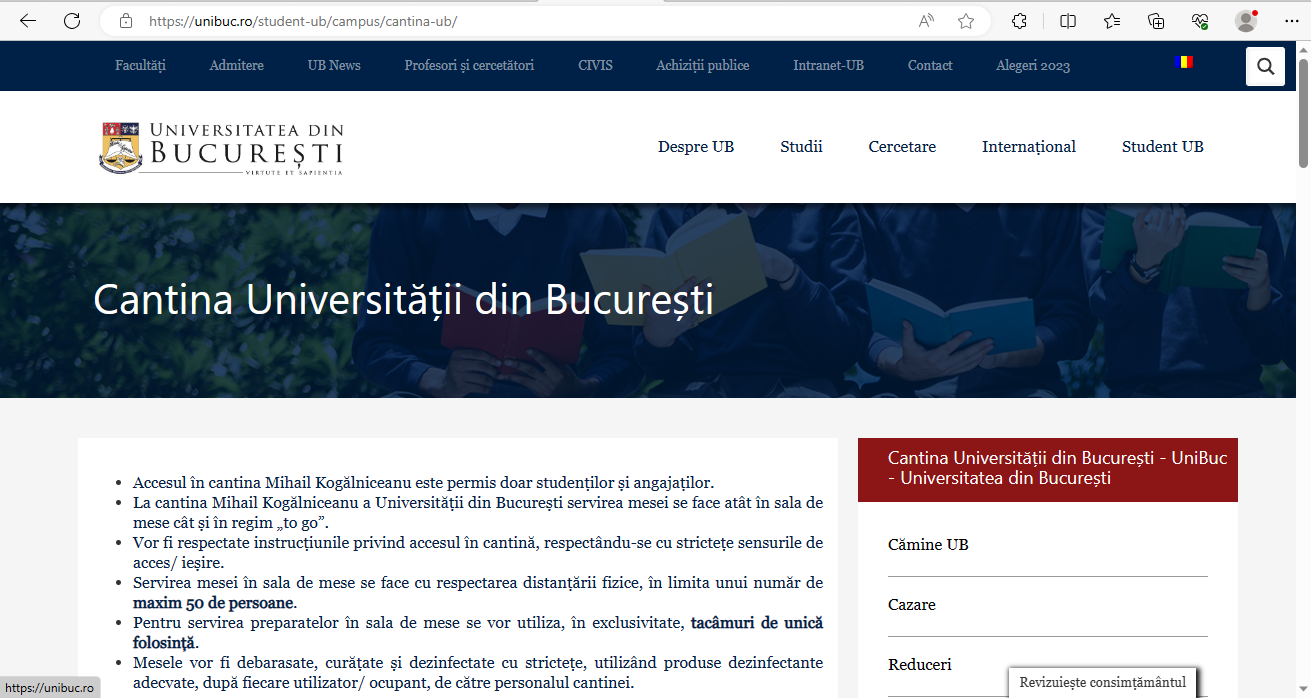 https://unibuc.ro/student-ub/campus/cantina-ub/
Facultăți Admitere UB News Profesori și cercetători CIVIS Achiziții publice Intranet-UB Contact Alegeri 2023
UNIVERSITATEA DIN
BUCUREȘTI
VIRTUTE ET SAPIENTIA
Despre UB Studii Cercetare Internațional Student UB
Cantina Universității din București
• Accesul în cantina Mihail Kogălniceanu este permis doar studenților și angajaților.
• La cantina Mihail Kogălniceanu a Universității din București servirea mesei se face atât în sala de
mese cât și în regim „to go”.
• Vor fi respectate instrucțiunile privind accesul în cantină, respectându-se cu strictețe sensurile de
acces/ ieșire.
• Servirea mesei în sala de mese se face cu respectarea distanțării fizice, în limita unui număr de
maxim 50 de persoane.
• Pentru servirea preparatelor în sala de mese se vor utiliza, în exclusivitate, tacâmuri de unică
folosință.
• Mesele vor fi debarasate, curățate și dezinfectate cu strictețe, utilizând produse dezinfectante
adecvate, după fiecare utilizator/ ocupant, de către personalul cantinei.
Cantina Universității din București - UniBuc
- Universitatea din București
Cămine UB
Cazare
Reduceri
Revizuiește consimțământul
https://unibuc.ro